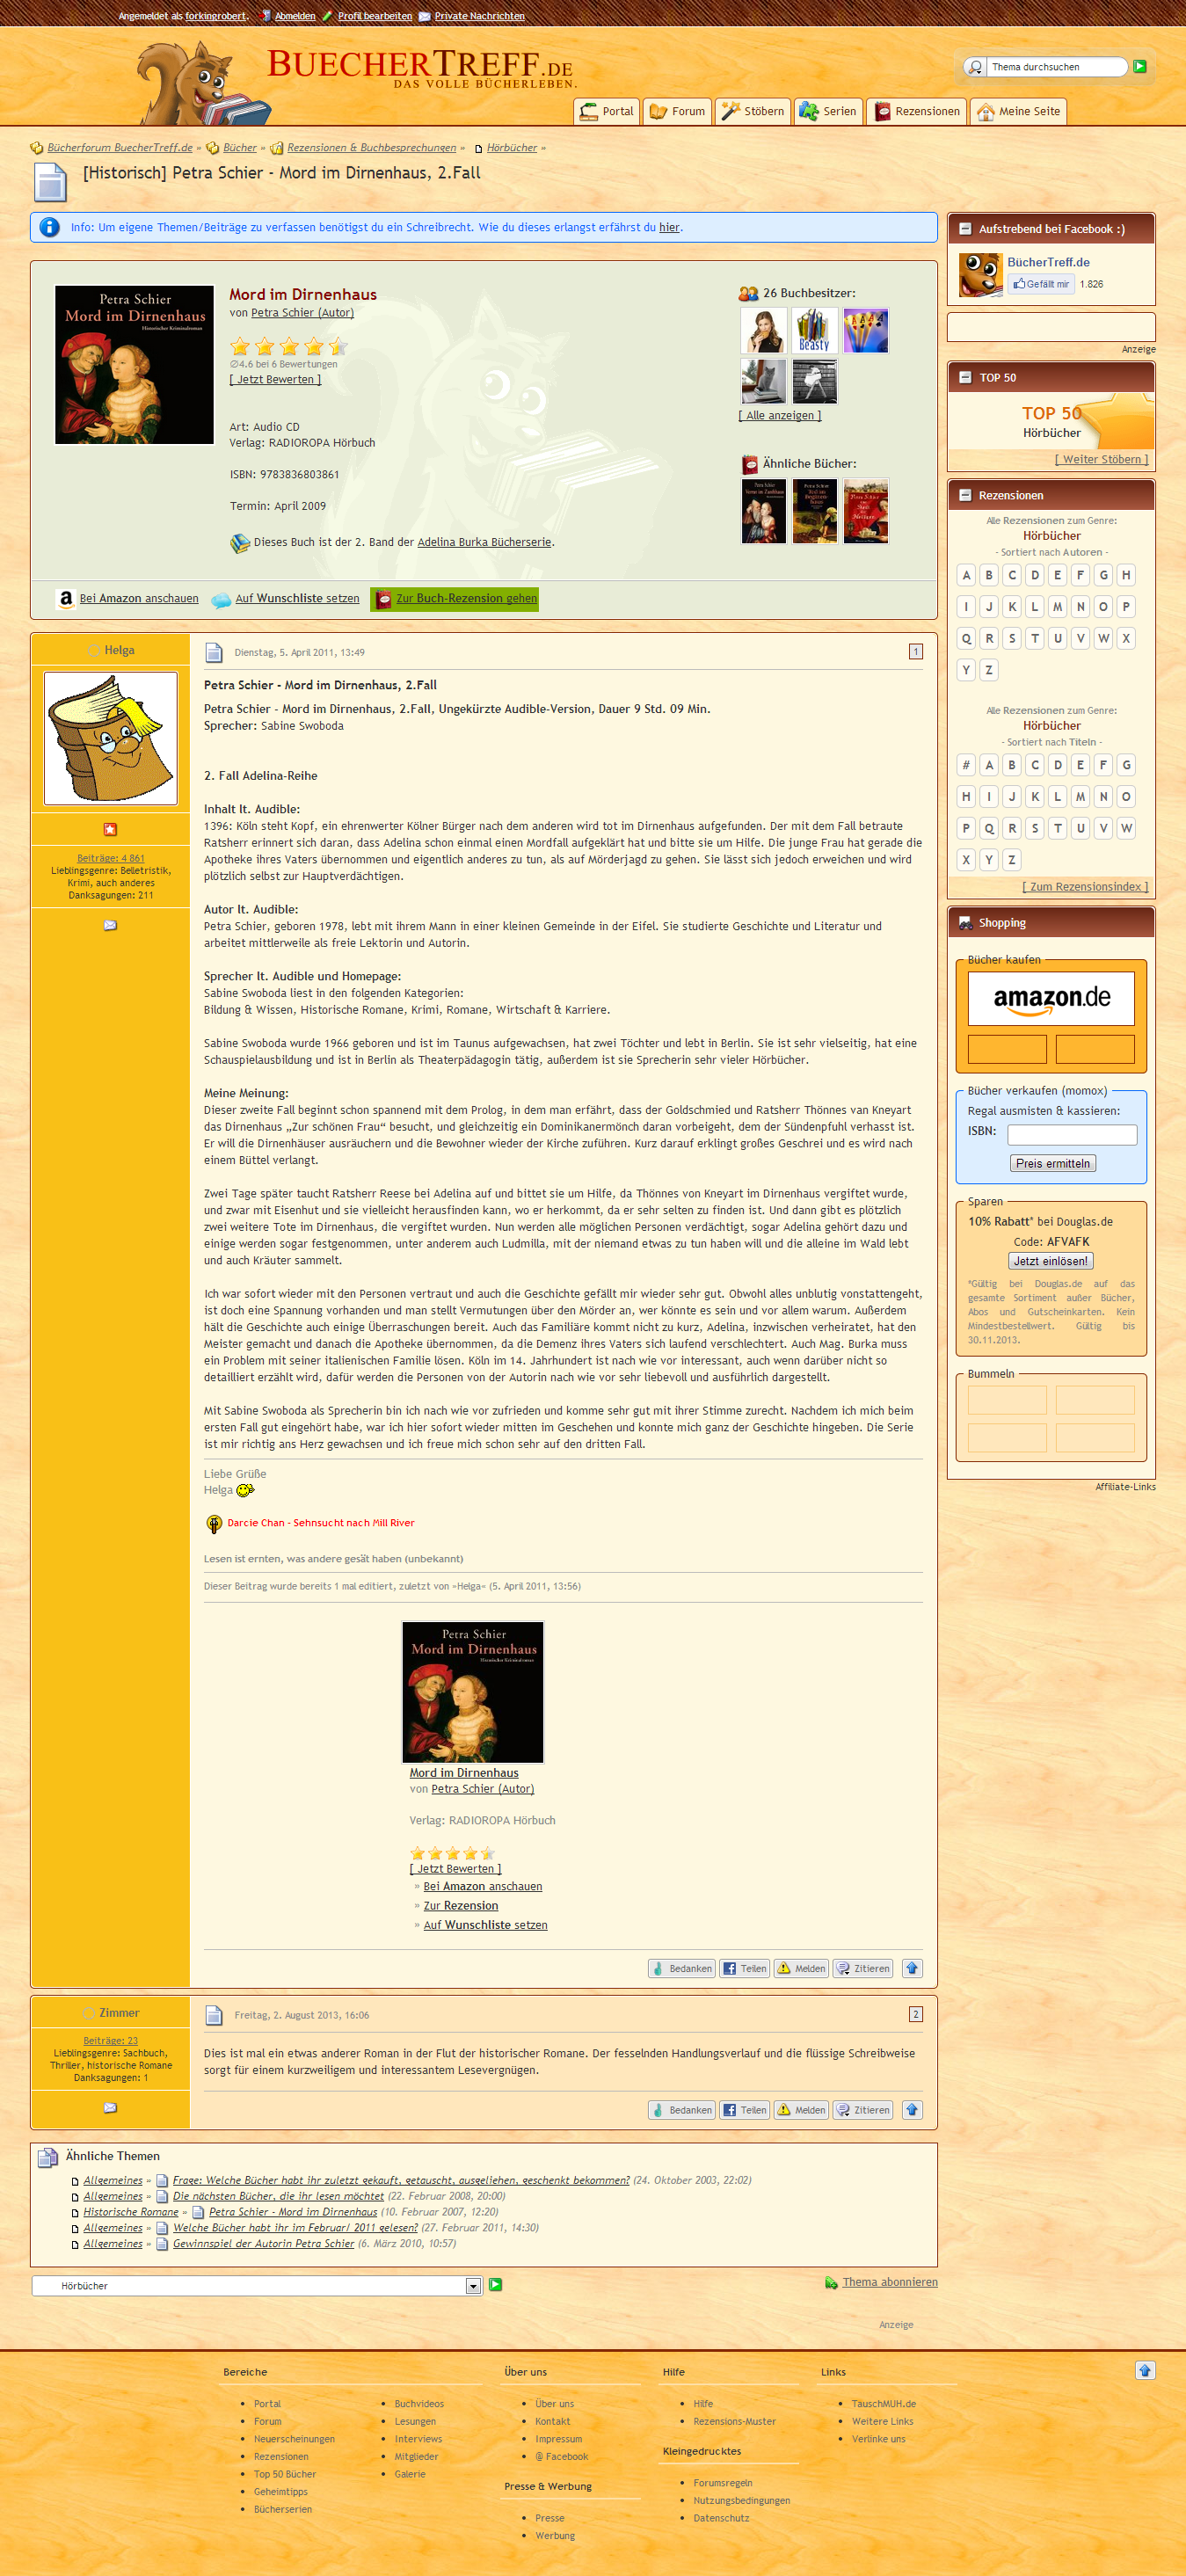 Angemeldet als forkingrobert. Abmelden Profil bearbeiten Private Nachrichten
BUECHERTREFF.DE
DAS VOLLE BÜCHERLEBEN.
Thema durchsuchen
Portal Forum Stöbern Serien Rezensionen Meine Seite
Bücherforum BuecherTreff.de » Bücher » Rezensionen & Buchbesprechungen » Hörbücher »
[Historisch] Petra Schier - Mord im Dirnenhaus, 2.Fall
Info: Um eigene Themen/Beiträge zu verfassen benötigst du ein Schreibrecht. Wie du dieses erlangst erfährst du hier.
Petra Schier
Mord im Dirnenhaus
Historischer Kriminalroman
Mord im Dirnenhaus
von Petra Schier (Autor)
∅4.6 bei 6 Bewertungen
[ Jetzt Bewerten ]
Art: Audio CD
Verlag: RADIOROPA Hörbuch
ISBN: 9783836803861
Termin: April 2009
Dieses Buch ist der 2. Band der Adelina Burka Bücherserie.
26 Buchbesitzer:
Beasty
[ Alle anzeigen ]
Ähnliche Bücher:
Bei Amazon anschauen Auf Wunschliste setzen Zur Buch-Rezension gehen
Helga
Beiträge: 4 861
Lieblingsgenre: Belletristik,
Krimi, auch anderes
Danksagungen: 211
Dienstag, 5. April 2011, 13:49
1
Petra Schier - Mord im Dirnenhaus, 2.Fall
Petra Schier - Mord im Dirnenhaus, 2.Fall, Ungekürzte Audible-Version, Dauer 9 Std. 09 Min.
Sprecher: Sabine Swoboda
2. Fall Adelina-Reihe
Inhalt lt. Audible:
1396: Köln steht Kopf, ein ehrenwerter Kölner Bürger nach dem anderen wird tot im Dirnenhaus aufgefunden. Der mit dem Fall betraute
Ratsherr erinnert sich daran, dass Adelina schon einmal einen Mordfall aufgeklärt hat und bitte sie um Hilfe. Die junge Frau hat gerade die
Apotheke ihres Vaters übernommen und eigentlich anderes zu tun, als auf Mörderjagd zu gehen. Sie lässt sich jedoch erweichen und wird
plötzlich selbst zur Hauptverdächtigen.
Autor lt. Audible:
Petra Schier, geboren 1978, lebt mit ihrem Mann in einer kleinen Gemeinde in der Eifel. Sie studierte Geschichte und Literatur und
arbeitet mittlerweile als freie Lektorin und Autorin.
Sprecher lt. Audible und Homepage:
Sabine Swoboda liest in den folgenden Kategorien:
Bildung & Wissen, Historische Romane, Krimi, Romane, Wirtschaft & Karriere.
Sabine Swoboda wurde 1966 geboren und ist im Taunus aufgewachsen, hat zwei Töchter und lebt in Berlin. Sie ist sehr vielseitig, hat eine
Schauspielausbildung und ist in Berlin als Theaterpädagogin tätig, außerdem ist sie Sprecherin sehr vieler Hörbücher.
Meine Meinung:
Dieser zweite Fall beginnt schon spannend mit dem Prolog, in dem man erfährt, dass der Goldschmied und Ratsherr Thönnes van Kneyart
das Dirnenhaus „Zur schönen Frau“ besucht, und gleichzeitig ein Dominikanermönch daran vorbeigeht, dem der Sündenpfuhl verhasst ist.
Er will die Dirnenhäuser ausräuchern und die Bewohner wieder der Kirche zuführen. Kurz darauf erklingt großes Geschrei und es wird nach
einem Büttel verlangt.
Zwei Tage später taucht Ratsherr Reese bei Adelina auf und bittet sie um Hilfe, da Thönnes von Kneyart im Dirnenhaus vergiftet wurde,
und zwar mit Eisenhut und sie vielleicht herausfinden kann, wo er herkommt, da er sehr selten zu finden ist. Und dann gibt es plötzlich
zwei weitere Tote im Dirnenhaus, die vergiftet wurden. Nun werden alle möglichen Personen verdächtigt, sogar Adelina gehört dazu und
einige werden sogar festgenommen, unter anderem auch Ludmilla, mit der niemand etwas zu tun haben will und die alleine im Wald lebt
und auch Kräuter sammelt.
Ich war sofort wieder mit den Personen vertraut und auch die Geschichte gefällt mir wieder sehr gut. Obwohl alles unblutig vonstattengeht,
ist doch eine Spannung vorhanden und man stellt Vermutungen über den Mörder an, wer könnte es sein und vor allem warum. Außerdem
hält die Geschichte auch einige Überraschungen bereit. Auch das Familiäre kommt nicht zu kurz, Adelina, inzwischen verheiratet, hat den
Meister gemacht und danach die Apotheke übernommen, da die Demenz ihres Vaters sich laufend verschlechtert. Auch Mag. Burka muss
ein Problem mit seiner italienischen Familie lösen. Köln im 14. Jahrhundert ist nach wie vor interessant, auch wenn darüber nicht so
detailliert erzählt wird, dafür werden die Personen von der Autorin nach wie vor sehr liebevoll und ausführlich dargestellt.
Mit Sabine Swoboda als Sprecherin bin ich nach wie vor zufrieden und komme sehr gut mit ihrer Stimme zurecht. Nachdem ich mich beim
ersten Fall gut eingehört habe, war ich hier sofort wieder mitten im Geschehen und konnte mich ganz der Geschichte hingeben. Die Serie
ist mir richtig ans Herz gewachsen und ich freue mich schon sehr auf den dritten Fall.
Liebe Grüße
Helga
Darcie Chan - Sehnsucht nach Mill River
Lesen ist ernten, was andere gesät haben (unbekannt)
Dieser Beitrag wurde bereits 1 mal editiert, zuletzt von »Helga« (5. April 2011, 13:56)
Petra Schier
Mord im Dirnenhaus
Historischer Kriminalroman
Mord im Dirnenhaus
von Petra Schier (Autor)
Verlag: RADIOROPA Hörbuch
[ Jetzt Bewerten ]
» Bei Amazon anschauen
» Zur Rezension
» Auf Wunschliste setzen
Bedanken Teilen Melden Zitieren
Zimmer
Beiträge: 23
Lieblingsgenre: Sachbuch,
Thriller, historische Romane
Danksagungen: 1
Freitag, 2. August 2013, 16:06
2
Dies ist mal ein etwas anderer Roman in der Flut der historischer Romane. Der fesselnden Handlungsverlauf und die flüssige Schreibweise
sorgt für einem kurzweiligem und interessantem Lesevergnügen.
Bedanken Teilen Melden Zitieren
Ähnliche Themen
Allgemeines » Frage: Welche Bücher habt ihr zuletzt gekauft, getauscht, ausgeliehen, geschenkt bekommen? (24. Oktober 2003, 22:02)
Allgemeines » Die nächsten Bücher, die ihr lesen möchtet (22. Februar 2008, 20:00)
Historische Romane » Petra Schier - Mord im Dirnenhaus (10. Februar 2007, 12:20)
Allgemeines » Welche Bücher habt ihr im Februar/ 2011 gelesen? (27. Februar 2011, 14:30)
Allgemeines » Gewinnspiel der Autorin Petra Schier (6. März 2010, 10:57)
Hörbücher
Thema abonnieren
Anzeige
Aufstrebend bei Facebook :)
BücherTreff.de
Gefällt mir 1.826
Anzeige
TOP 50
TOP 50
Hörbücher
[ Weiter Stöbern ]
Rezensionen
Alle Rezensionen zum Genre:
Hörbücher
- Sortiert nach Autoren -
A B C D E F G H
I J K L M N O P
Q R S T U V W X
Y Z
Alle Rezensionen zum Genre:
Hörbücher
- Sortiert nach Titeln -
# A B C D E F G
H I J K L M N O
P Q R S T U V W
X Y Z
[ Zum Rezensionsindex ]
Shopping
Bücher kaufen
amazon.de
Bücher verkaufen (momox)
Regal ausmisten & kassieren:
ISBN:
Preis ermitteln
Sparen
10% Rabatt* bei Douglas.de
Code: AFVAFK
Jetzt einlösen!
*Gültig bei Douglas.de auf das
gesamte Sortiment außer Bücher,
Abos und Gutscheinkarten. Kein
Mindestbestellwert. Gültig bis
30.11.2013.
Bummeln
Affiliate-Links
Bereiche
Portal
Forum
Neuerscheinungen
Rezensionen
Top 50 Bücher
Geheimtipps
Bücherserien
Buchvideos
Lesungen
Interviews
Mitglieder
Galerie
Über uns
Über uns
Kontakt
Impressum
@ Facebook
Presse & Werbung
Presse
Werbung
Hilfe
Hilfe
Rezensions-Muster
Kleingedrucktes
Forumsregeln
Nutzungsbedingungen
Datenschutz
Links
TauschMUH.de
Weitere Links
Verlinke uns